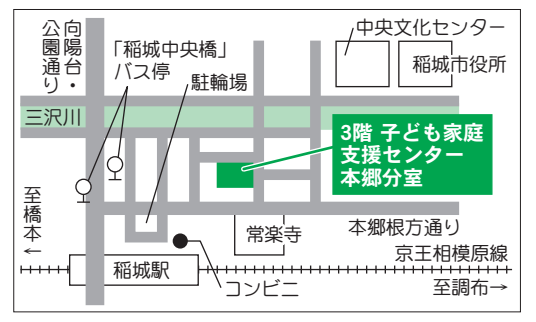 向陽台・
公園通り
「稲城中央橋」
バス停
駐輪場
中央文化センター
稲城市役所
三沢川
3階 子ども家庭
支援センター
本郷分室
至橋本←
常楽寺
本郷根方通り
京王相模原線
稲城駅
コンビニ
至調布→